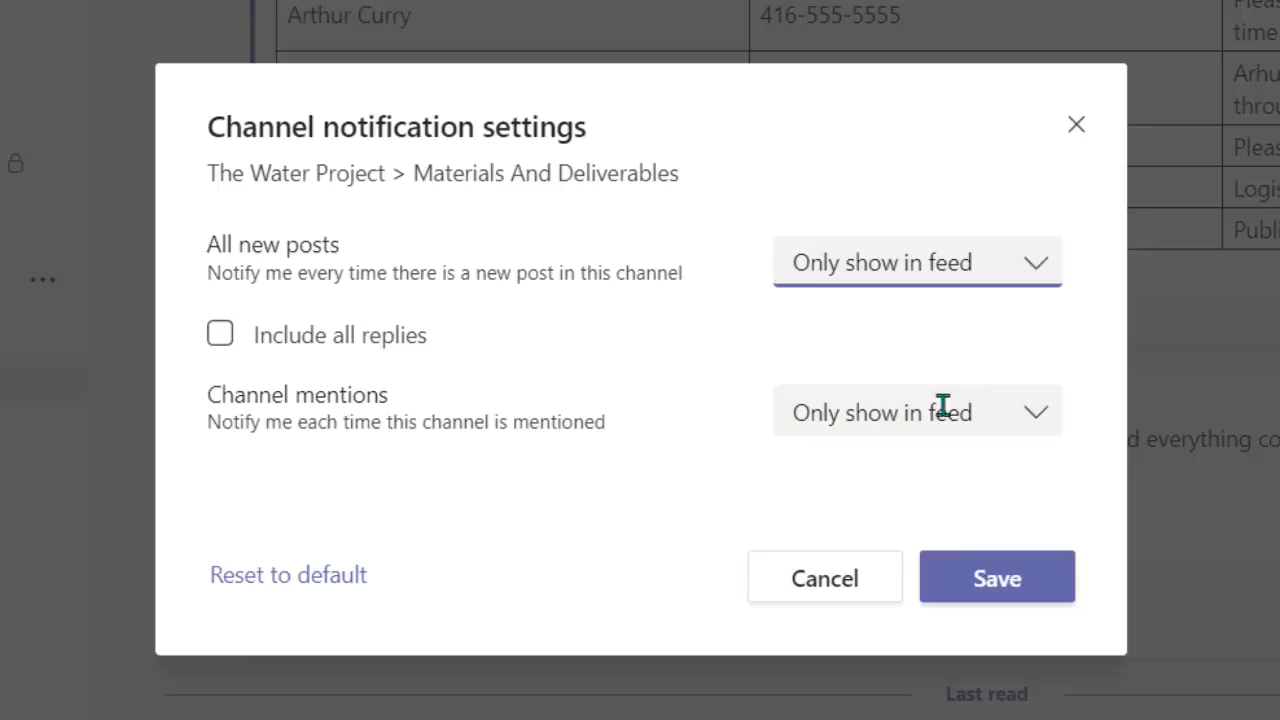 Arthur Curry 416-555-5555
time
Channel notification settings
The Water Project > Materials And Deliverables
All new posts
Notify me every time there is a new post in this channel
Only show in feed
Include all replies
Channel mentions
Notify me each time this channel is mentioned
Only show in feed
Reset to default
Cancel
Save
everything
Last read